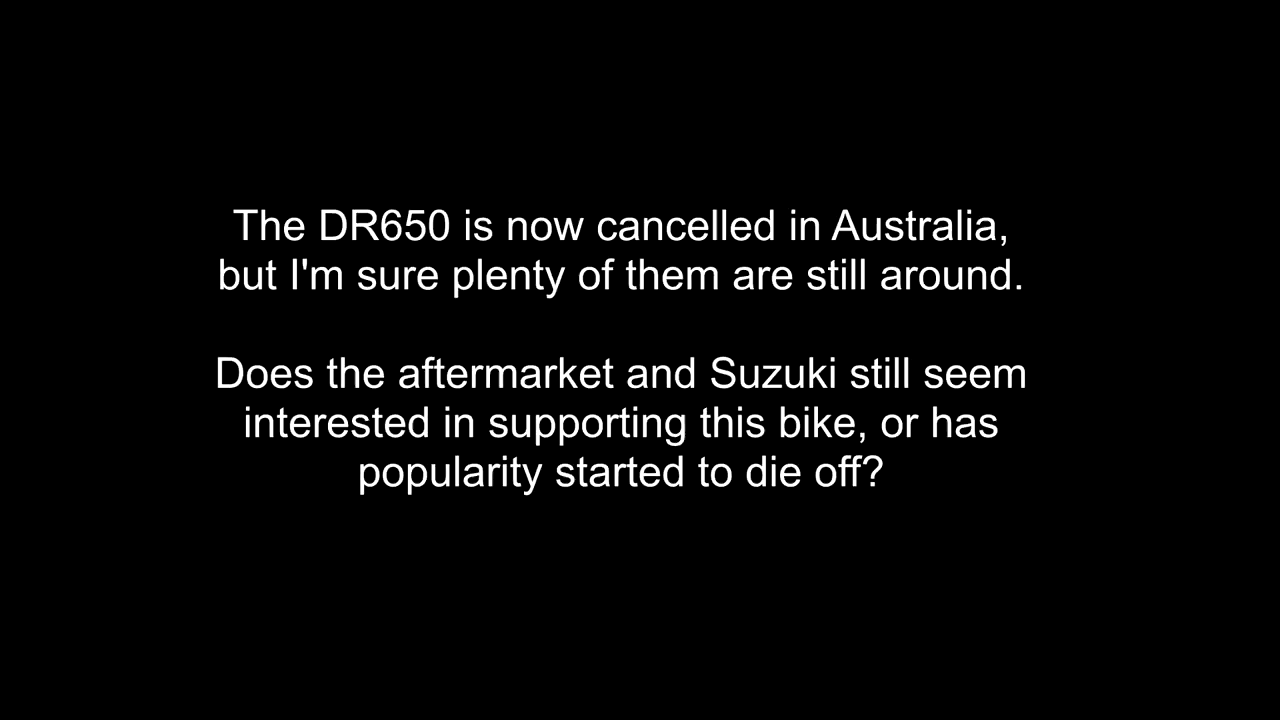 The DR650 is now cancelled in Australia,
but I'm sure plenty of them are still around.
Does the aftermarket and Suzuki still seem
interested in supporting this bike, or has
popularity started to die off?